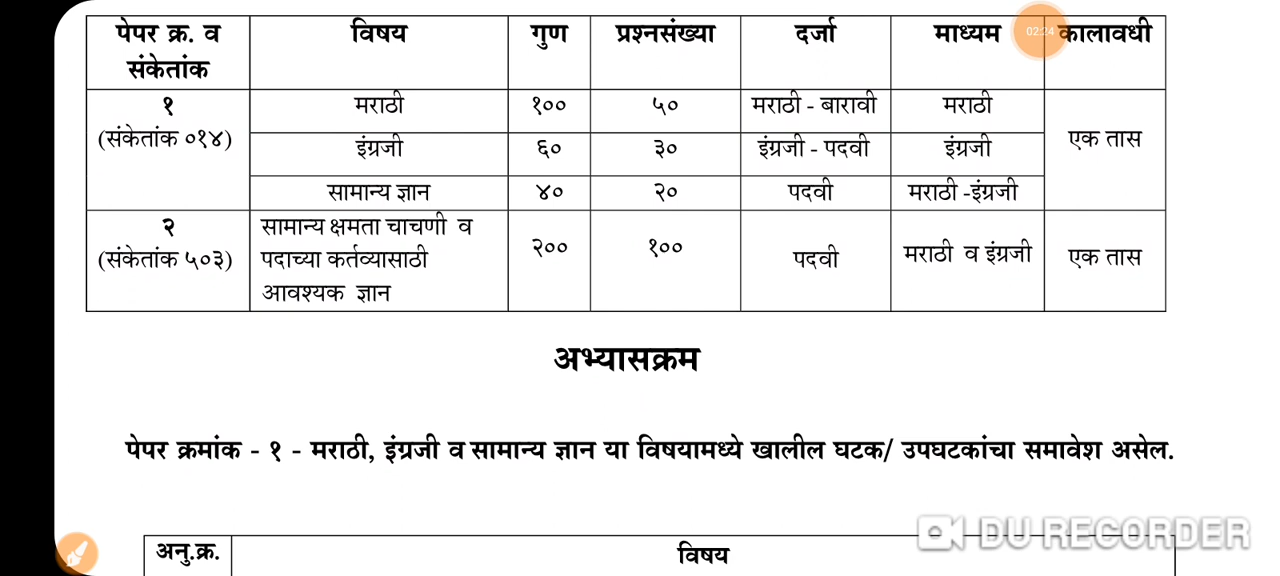 पेपर क्र. व संकेतांक विषय गुण प्रश्नसंख्या दर्जा माध्यम कालावधी
02:24
१ (संकेतांक ०१४) मराठी १०० ५० मराठी - बारावी मराठी एक तास
इंग्रजी ६० ३० इंग्रजी - पदवी इंग्रजी
सामान्य ज्ञान ४० २० पदवी मराठी -इंग्रजी
२ (संकेतांक ५०३) सामान्य क्षमता चाचणी व पदाच्या कर्तव्यासाठी आवश्यक ज्ञान २०० १०० पदवी मराठी व इंग्रजी एक तास
अभ्यासक्रम
पेपर क्रमांक - १ - मराठी, इंग्रजी व सामान्य ज्ञान या विषयामध्ये खालील घटक/ उपघटकांचा समावेश असेल.
DU RECORDER
अनु.क्र. विषय